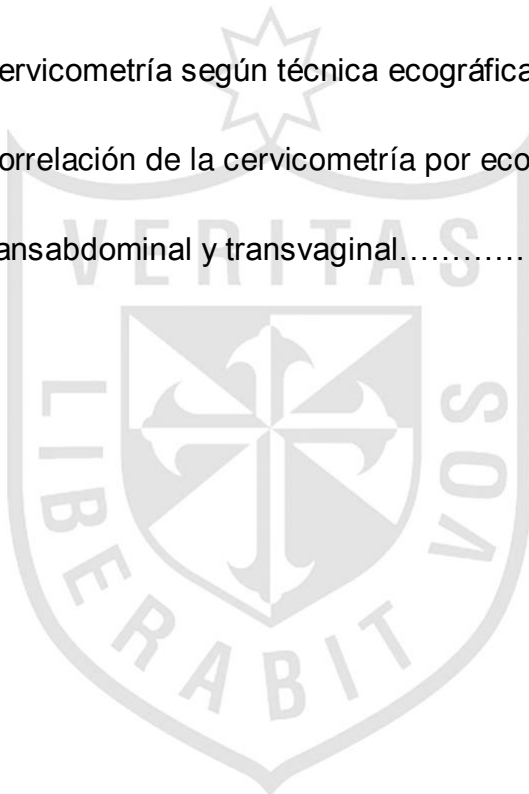 ervicometría según técnica ecográfica
orrelación de la cervicometría por eco
ansabdominal y transvaginal............
VERITAS
LIBERABIT VOS